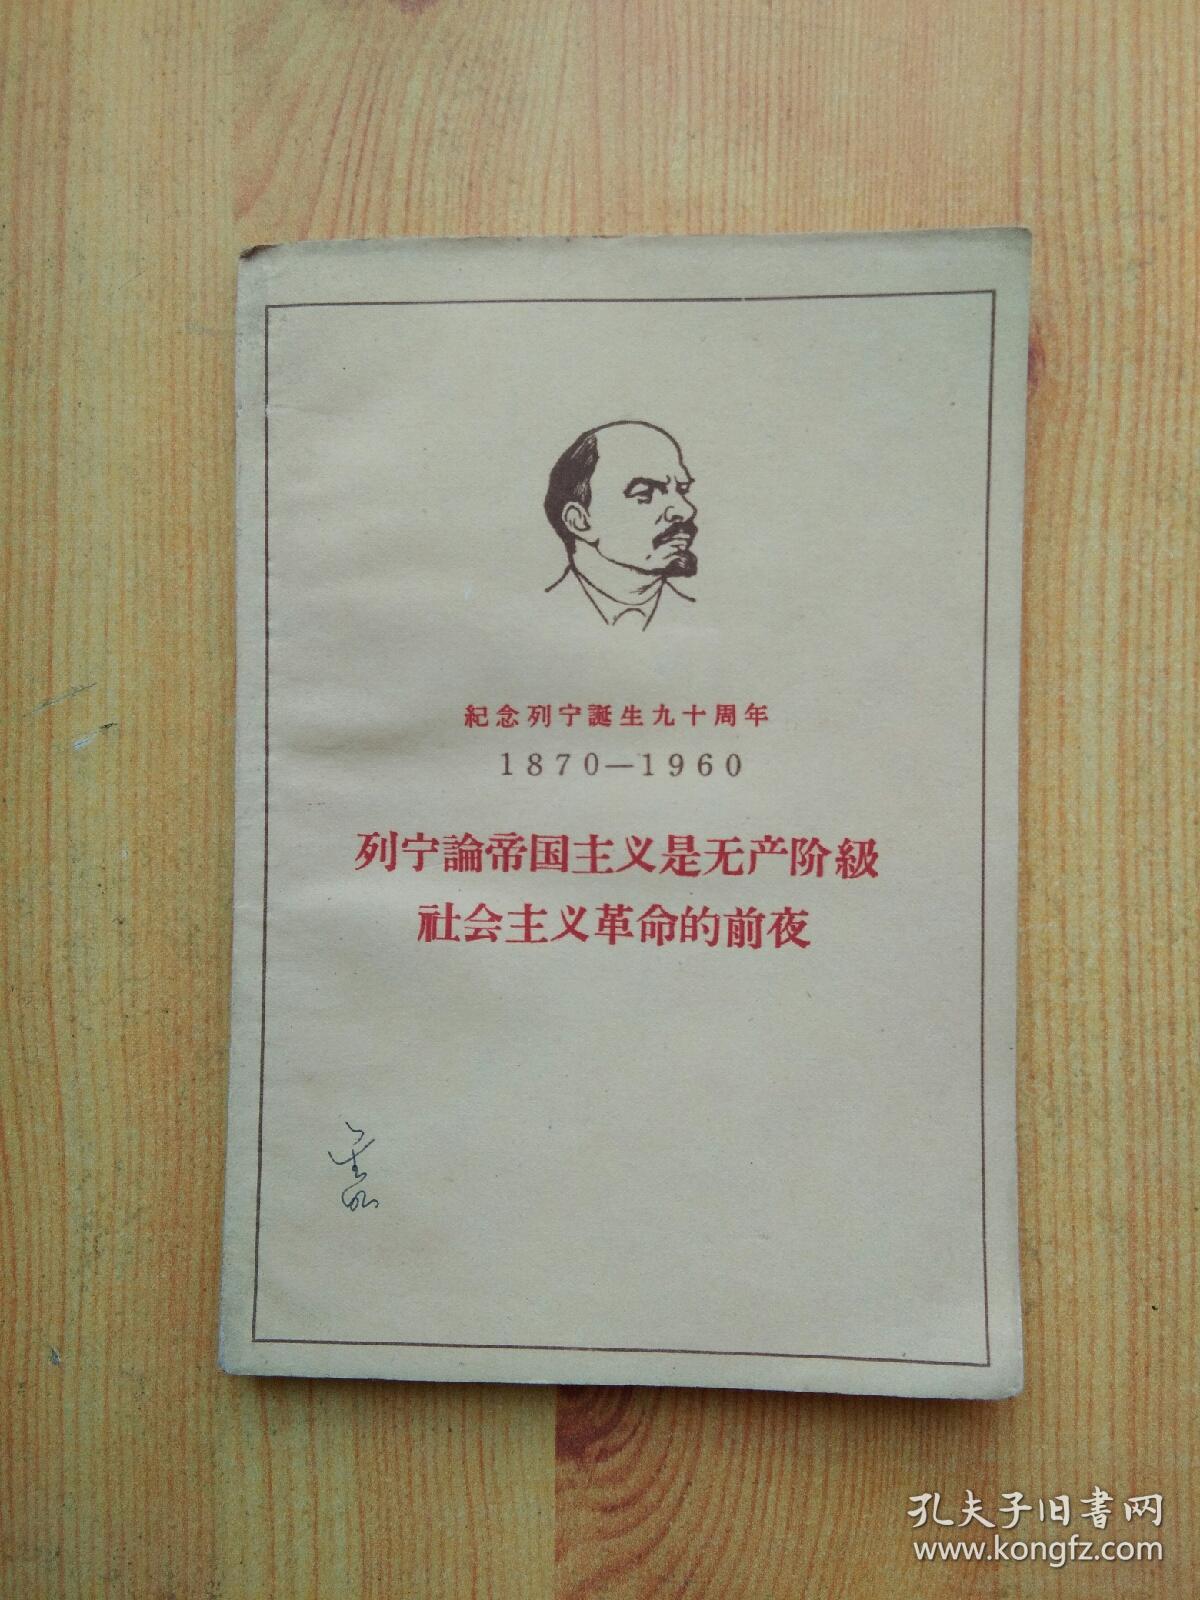 紀念列宁誕生九十周年
1870—1960
列宁論帝国主义是无产阶級
社会主义革命的前夜
孔夫子旧書网
www.kongfz.com